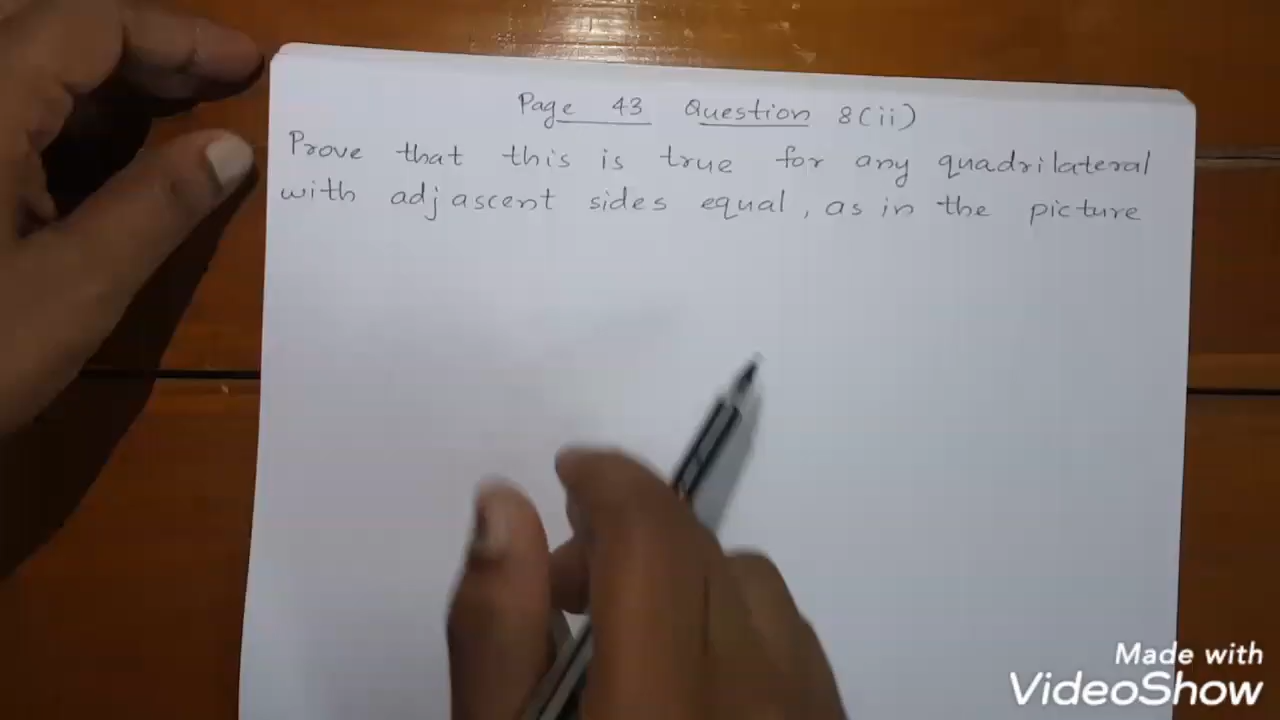 Page 43 Question 8(ii)
Prove that this is true for any quadrilateral
with adjascent sides equal, as in the picture
Made with
VideoShow